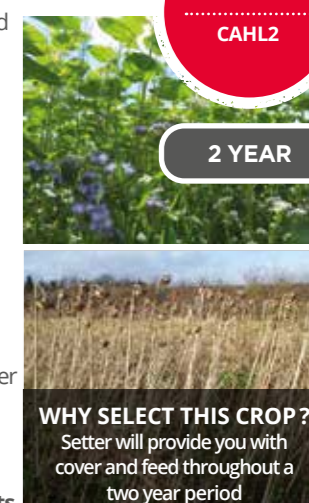 CAHL2
2 YEAR
WHY SELECT THIS CROP?
Setter will provide you with
cover and feed throughout a
two year period